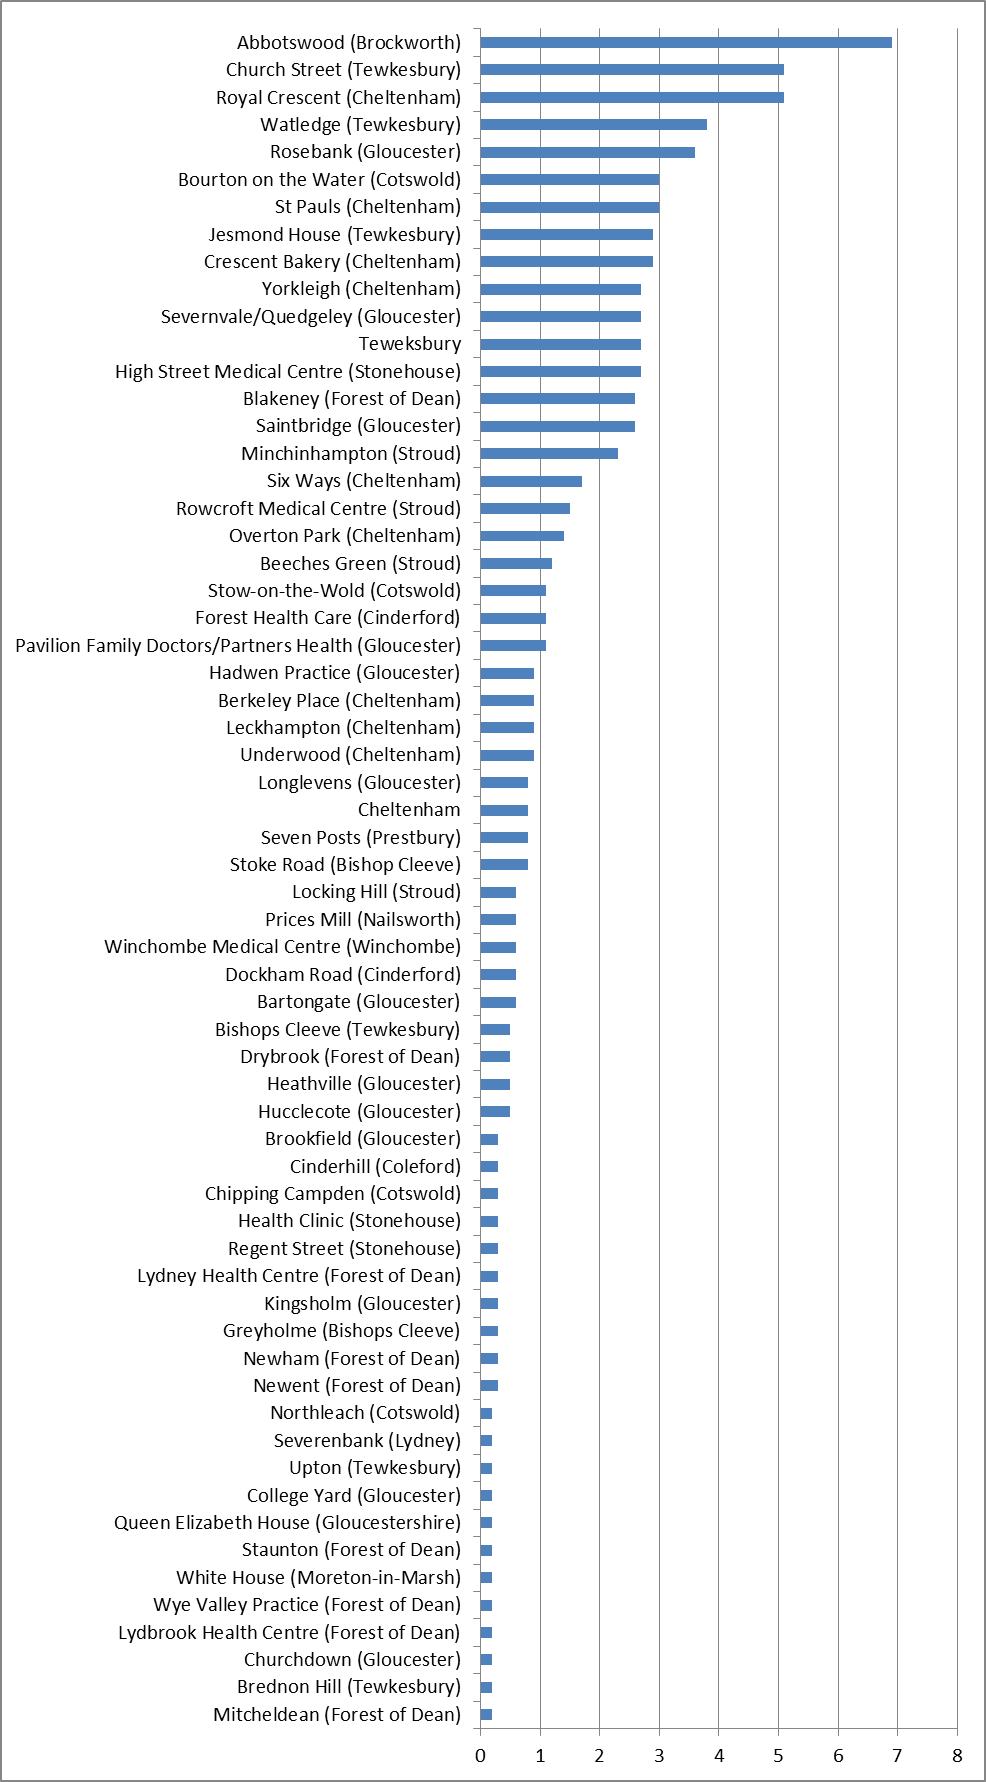 Abbotswood (Brockworth)
Church Street (Tewkesbury)
Royal Crescent (Cheltenham)
Watledge (Tewkesbury)
Rosebank (Gloucester)
Bourton on the Water (Cotswold)
St Pauls (Cheltenham)
Jesmond House (Tewkesbury)
Crescent Bakery (Cheltenham)
Yorkleigh (Cheltenham)
Severnvale/Quedgeley (Gloucester)
Teweksbury
High Street Medical Centre (Stonehouse)
Blakeney (Forest of Dean)
Saintbridge (Gloucester)
Minchinhampton (Stroud)
Six Ways (Cheltenham)
Rowcroft Medical Centre (Stroud)
Overton Park (Cheltenham)
Beeches Green (Stroud)
Stow-on-the-Wold (Cotswold)
Forest Health Care (Cinderford)
Pavilion Family Doctors/Partners Health (Gloucester)
Hadwen Practice (Gloucester)
Berkeley Place (Cheltenham)
Leckhampton (Cheltenham)
Underwood (Cheltenham)
Longlevens (Gloucester)
Cheltenham
Seven Posts (Prestbury)
Stoke Road (Bishop Cleeve)
Locking Hill (Stroud)
Prices Mill (Nailsworth)
Winchombe Medical Centre (Winchombe)
Dockham Road (Cinderford)
Bartongate (Gloucester)
Bishops Cleeve (Tewkesbury)
Drybrook (Forest of Dean)
Heathville (Gloucester)
Hucclecote (Gloucester)
Brookfield (Gloucester)
Cinderhill (Coleford)
Chipping Campden (Cotswold)
Health Clinic (Stonehouse)
Regent Street (Stonehouse)
Lydney Health Centre (Forest of Dean)
Kingsholm (Gloucester)
Greyholme (Bishops Cleeve)
Newham (Forest of Dean)
Newent (Forest of Dean)
Northleach (Cotswold)
Severenbank (Lydney)
Upton (Tewkesbury)
College Yard (Gloucester)
Queen Elizabeth House (Gloucestershire)
Staunton (Forest of Dean)
White House (Moreton-in-Marsh)
Wye Valley Practice (Forest of Dean)
Lydbrook Health Centre (Forest of Dean)
Churchdown (Gloucester)
Brednon Hill (Tewkesbury)
Mitcheldean (Forest of Dean)
0 1 2 3 4 5 6 7 8